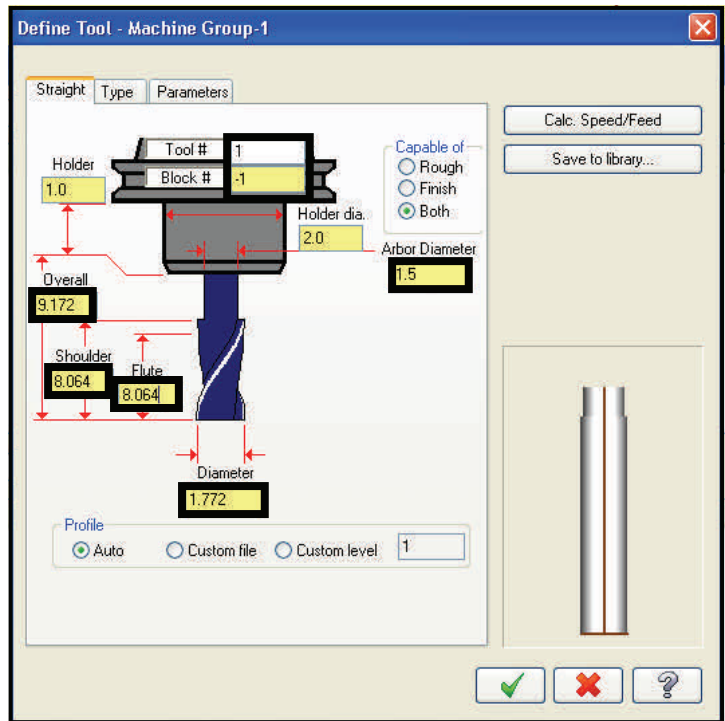 Define Tool - Machine Group-1
Straight Type Parameters
Calc. Speed/Feed
Save to library...
Tool # 1
Block # -1
Capable of
Rough
Finish
Both
Holder
1.0
Holder dia.
2.0
Arbor Diameter
1.5
Overall
9.172
Shoulder
8.064
Flute
8.064
Diameter
1.772
Profile
Auto Custom file Custom level 1